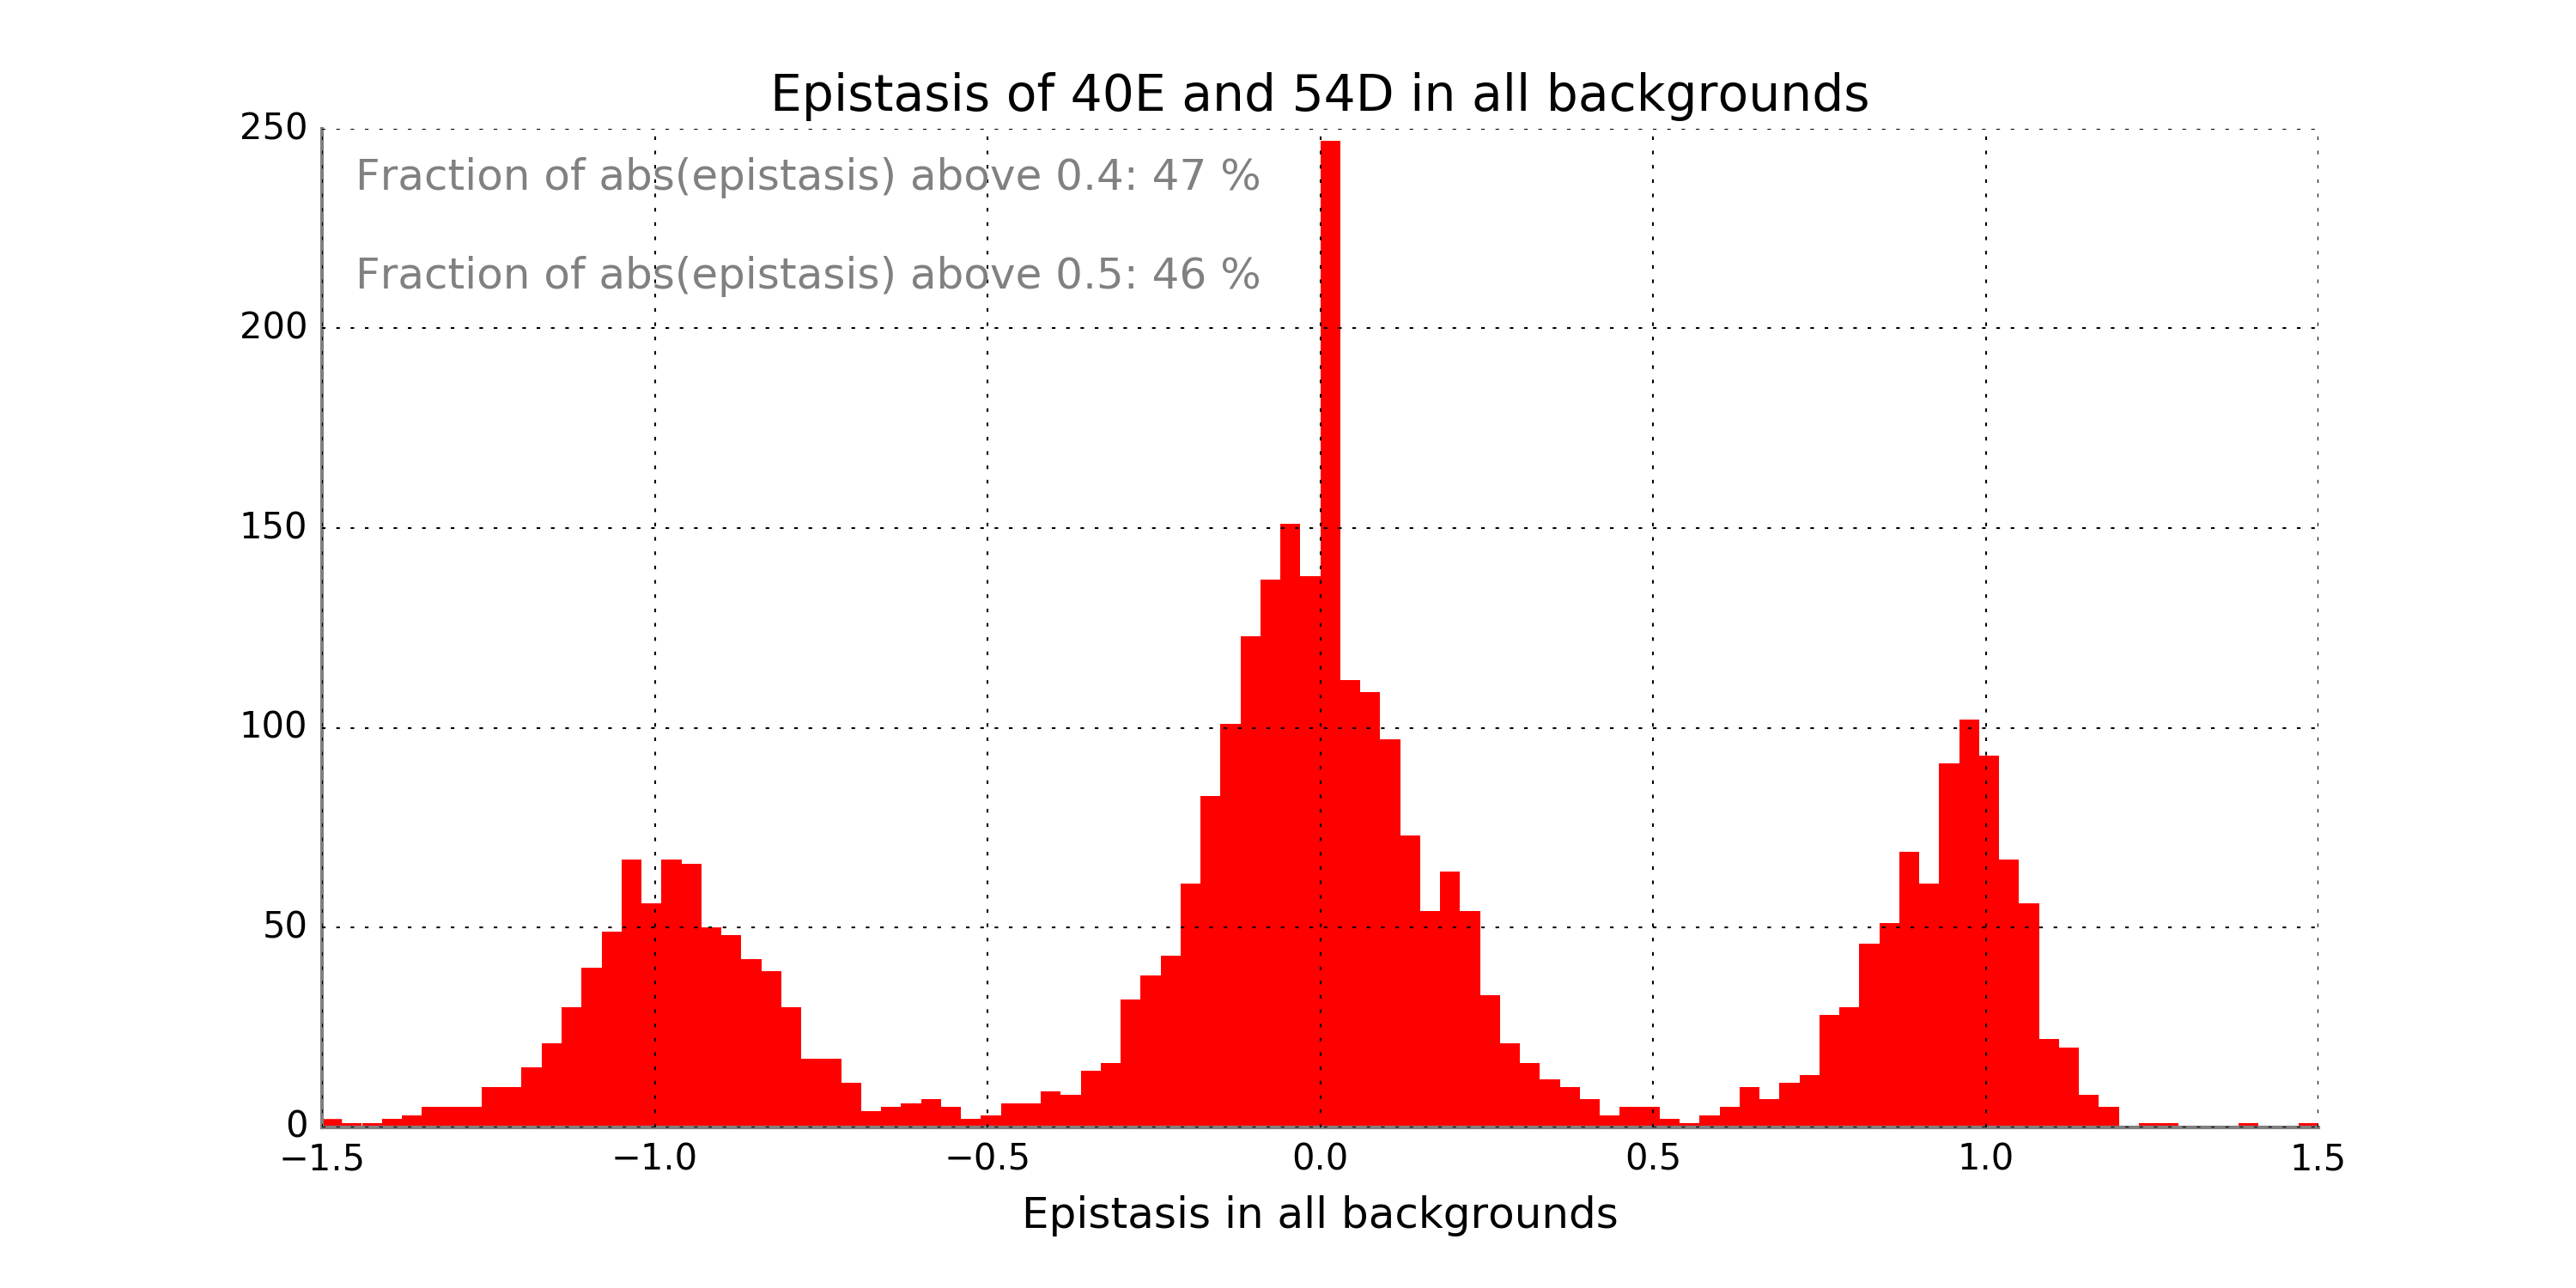 Epistasis of 40E and 54D in all backgrounds
250
Fraction of abs(epistasis) above 0.4: 47 %
Fraction of abs(epistasis) above 0.5: 46 %
200
150
100
50
0
−1.5 −1.0 −0.5 0.0 0.5 1.0 1.5
Epistasis in all backgrounds